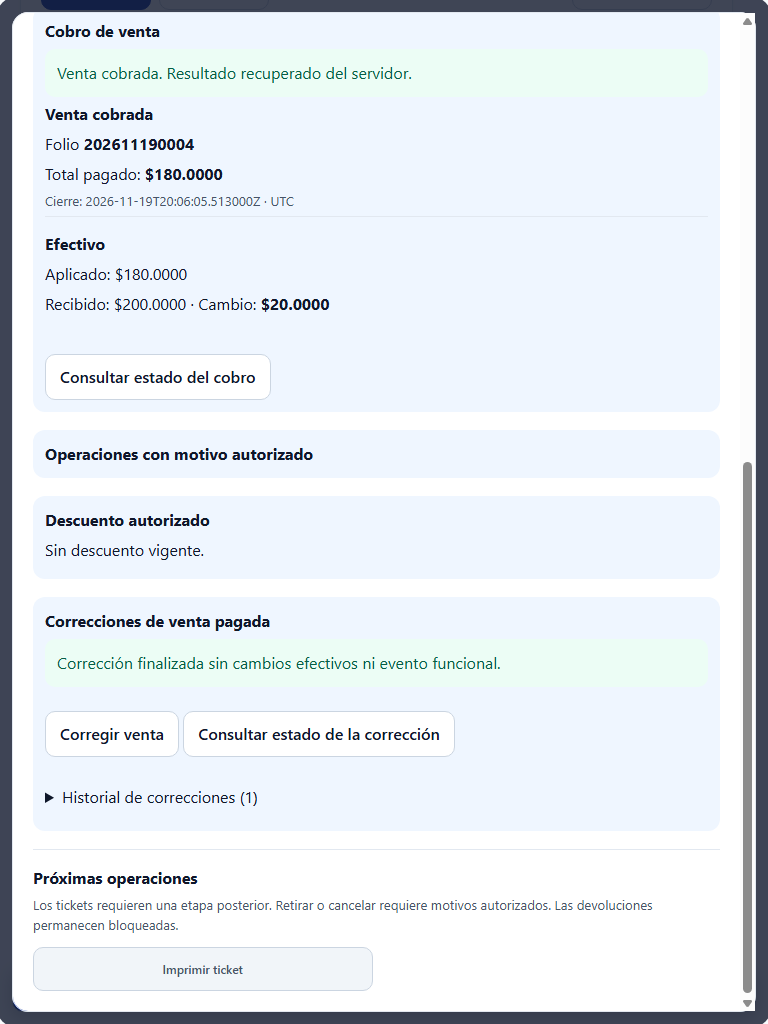 Cobro de venta
Venta cobrada. Resultado recuperado del servidor.
Venta cobrada
Folio 202611190004
Total pagado: $180.0000
Cierre: 2026-11-19T20:06:05.513000Z · UTC
Efectivo
Aplicado: $180.0000
Recibido: $200.0000 · Cambio: $20.0000
Consultar estado del cobro
Operaciones con motivo autorizado
Descuento autorizado
Sin descuento vigente.
Correcciones de venta pagada
Corrección finalizada sin cambios efectivos ni evento funcional.
Corregir venta Consultar estado de la corrección
Historial de correcciones (1)
Próximas operaciones
Los tickets requieren una etapa posterior. Retirar o cancelar requiere motivos autorizados. Las devoluciones
permanecen bloqueadas.
Imprimir ticket